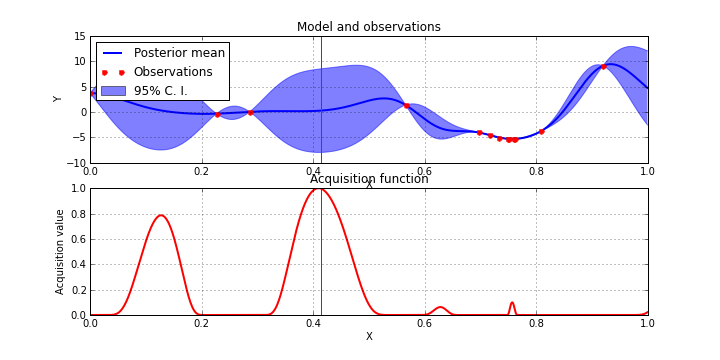 Model and observations
15
10
5
0
−5
−10
Y
Posterior mean
Observations
95% C. I.
0.0 0.2 0.4 0.6 0.8 1.0
X
Acquisition function
1.0
0.8
0.6
0.4
0.2
0.0
Acquisition value
0.0 0.2 0.4 0.6 0.8 1.0
X